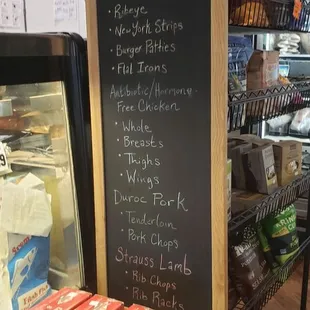 · Ribeye
· New York Strips
· Burger Patties
· Flat Irons
Antibiotic/Hormone-
Free Chicken
· Whole
· Breasts
· Thighs
· Wings
Duroc Pork
· Tenderloin
· Pork Chops
Strauss Lamb
· Rib Chops
· Rib Racks